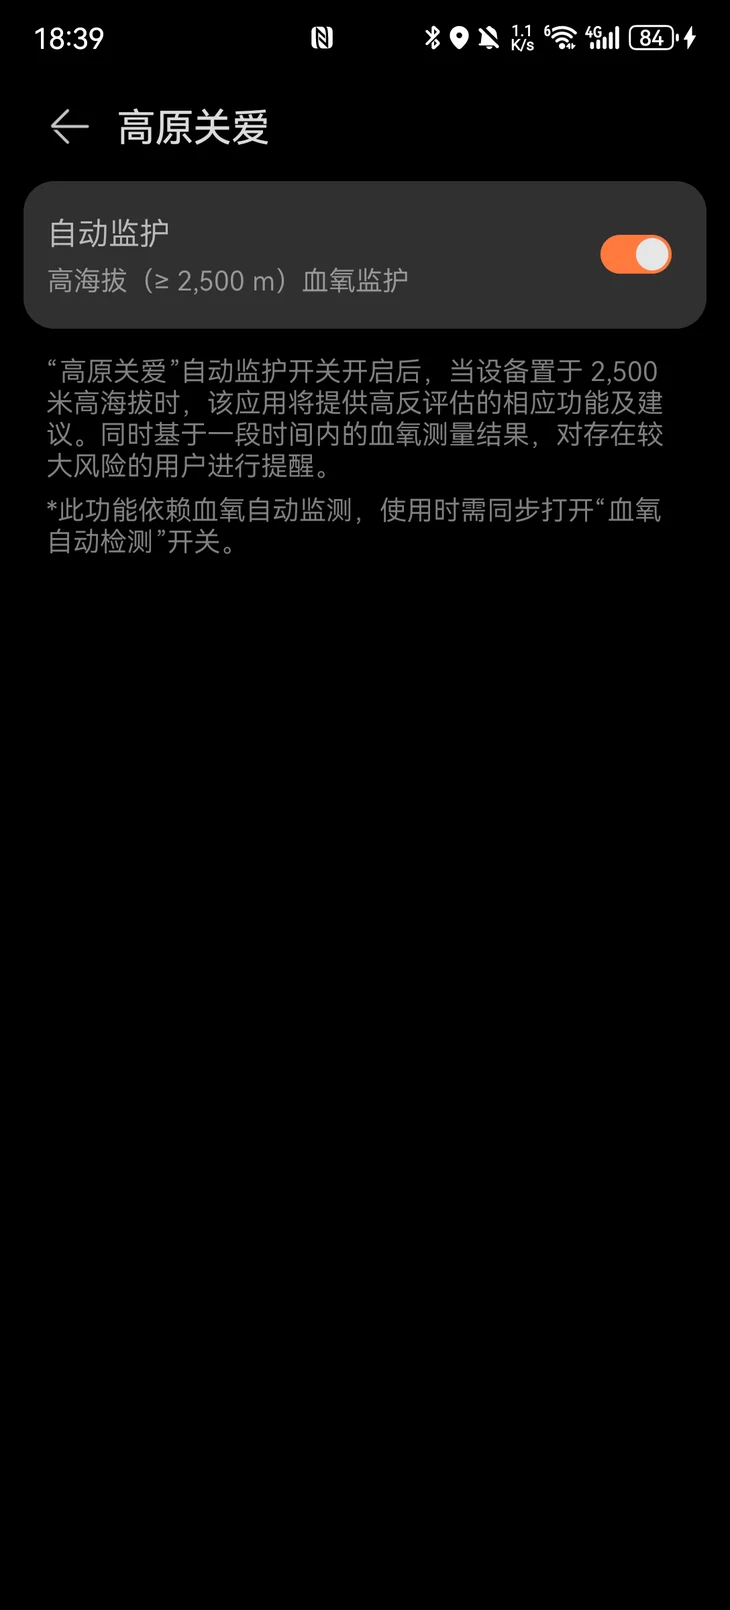 18:39
1.1 K/s 6 4G 84
高原关爱
自动监护
高海拔（≥ 2,500 m）血氧监护
“高原关爱”自动监护开关开启后，当设备置于 2,500
米高海拔时，该应用将提供高反评估的相应功能及建
议。同时基于一段时间内的血氧测量结果，对存在较
大风险的用户进行提醒。
*此功能依赖血氧自动监测，使用时需同步打开“血氧
自动检测”开关。